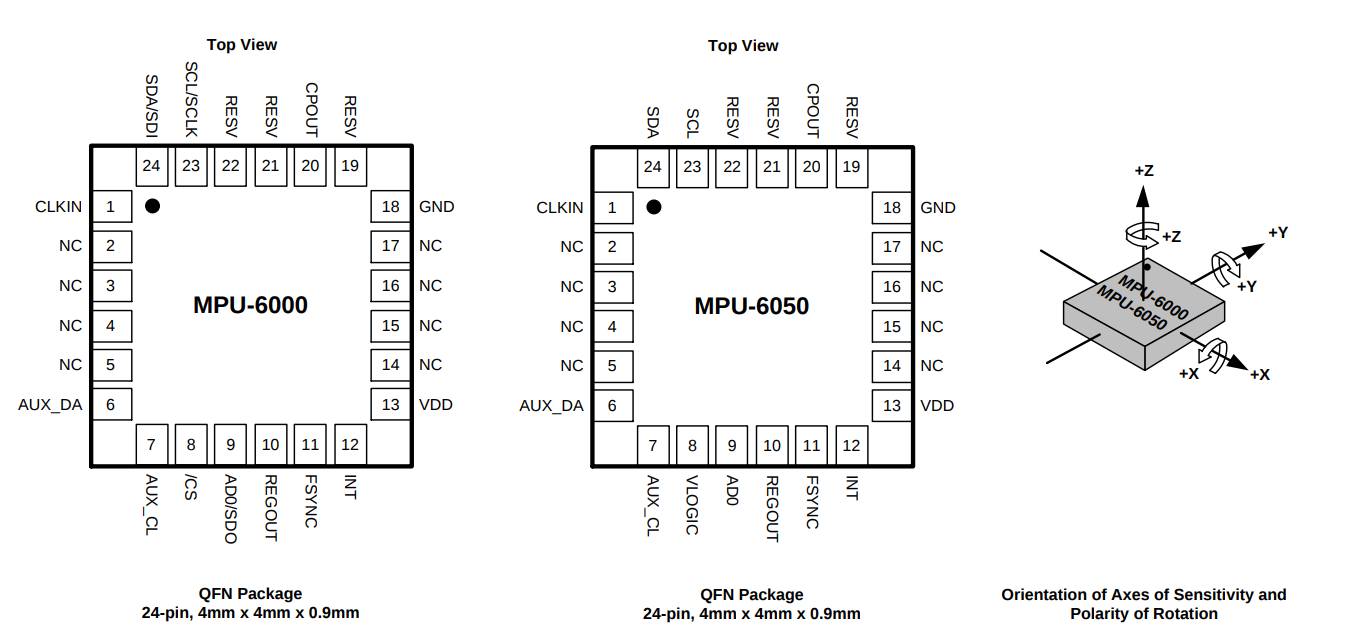 Top View
SDA/SDI
SCL/SCLK
RESV
RESV
CPOUT
RESV
24 23 22 21 20 19
CLKIN 1 18 GND
NC 2 17 NC
NC 3 16 NC
MPU-6000
NC 4 15 NC
NC 5 14 NC
AUX_DA 6 13 VDD
7 8 9 10 11 12
AUX_CL
/CS
AD0/SDO
REGOUT
FSYNC
INT
QFN Package
24-pin, 4mm x 4mm x 0.9mm
Top View
SDA
SCL
RESV
RESV
CPOUT
RESV
24 23 22 21 20 19
CLKIN 1 18 GND
NC 2 17 NC
NC 3 16 NC
MPU-6050
NC 4 15 NC
NC 5 14 NC
AUX_DA 6 13 VDD
7 8 9 10 11 12
AUX_CL
VLOGIC
AD0
REGOUT
FSYNC
INT
QFN Package
24-pin, 4mm x 4mm x 0.9mm
+Z
+Z
+Y
+Y
MPU-6000
MPU-6050
+X
+X
Orientation of Axes of Sensitivity and
Polarity of Rotation